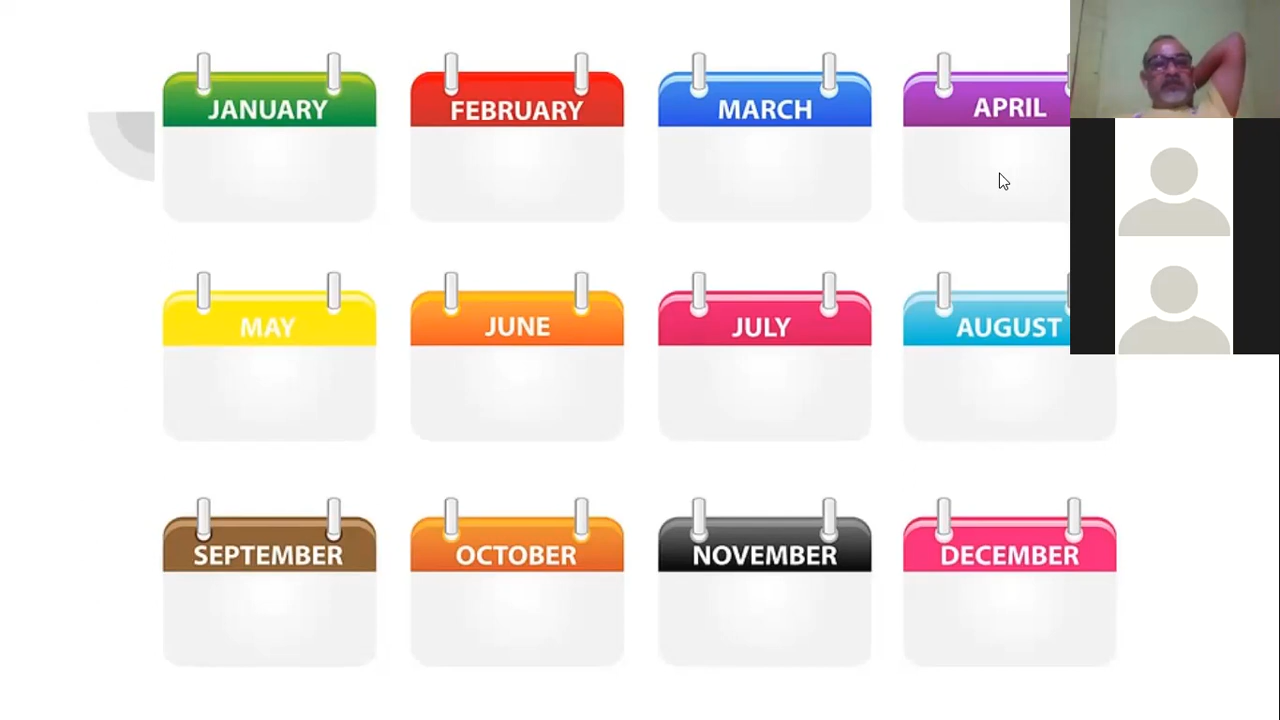 JANUARY
FEBRUARY
MARCH
APRIL
MAY
JUNE
JULY
AUGUST
SEPTEMBER
OCTOBER
NOVEMBER
DECEMBER